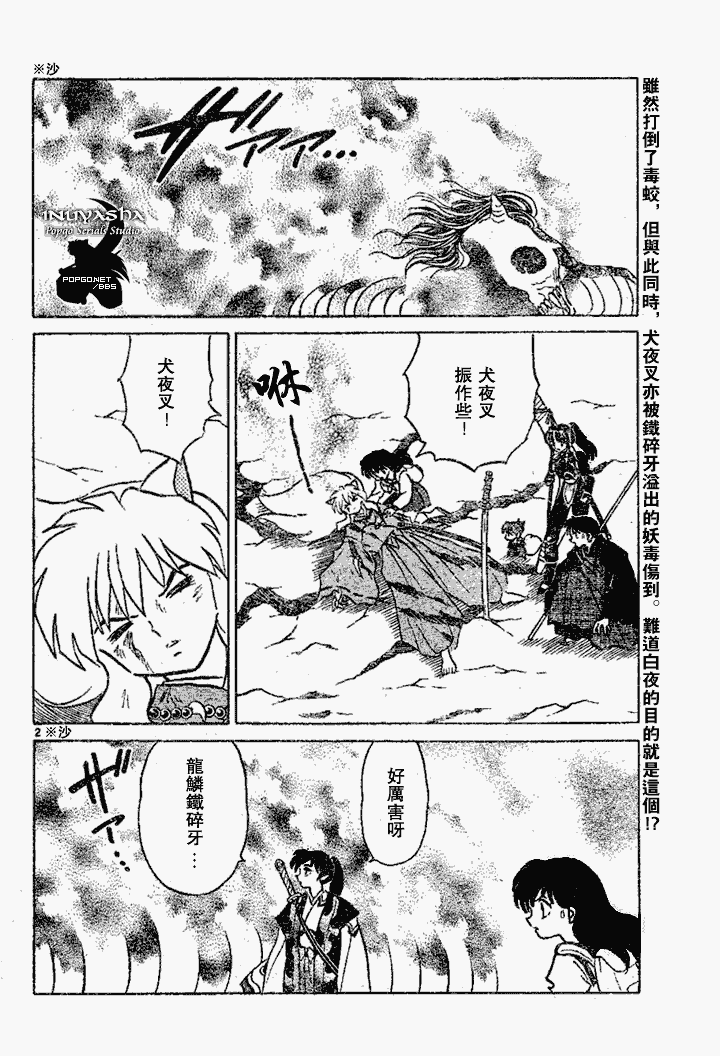 ※沙
ザァァ…
雖然打倒了毒蛟，但與此同時，犬夜叉亦被鐵碎牙溢出的妖毒傷到。難道白夜的目的就是這個!?
INUYASHA
Popgo Serials Studio
POPGO.NET
/BBS
犬夜叉
振作些！
咻
犬夜叉！
2
※沙
好厲害呀
龍鱗鐵碎牙…
ザァ…